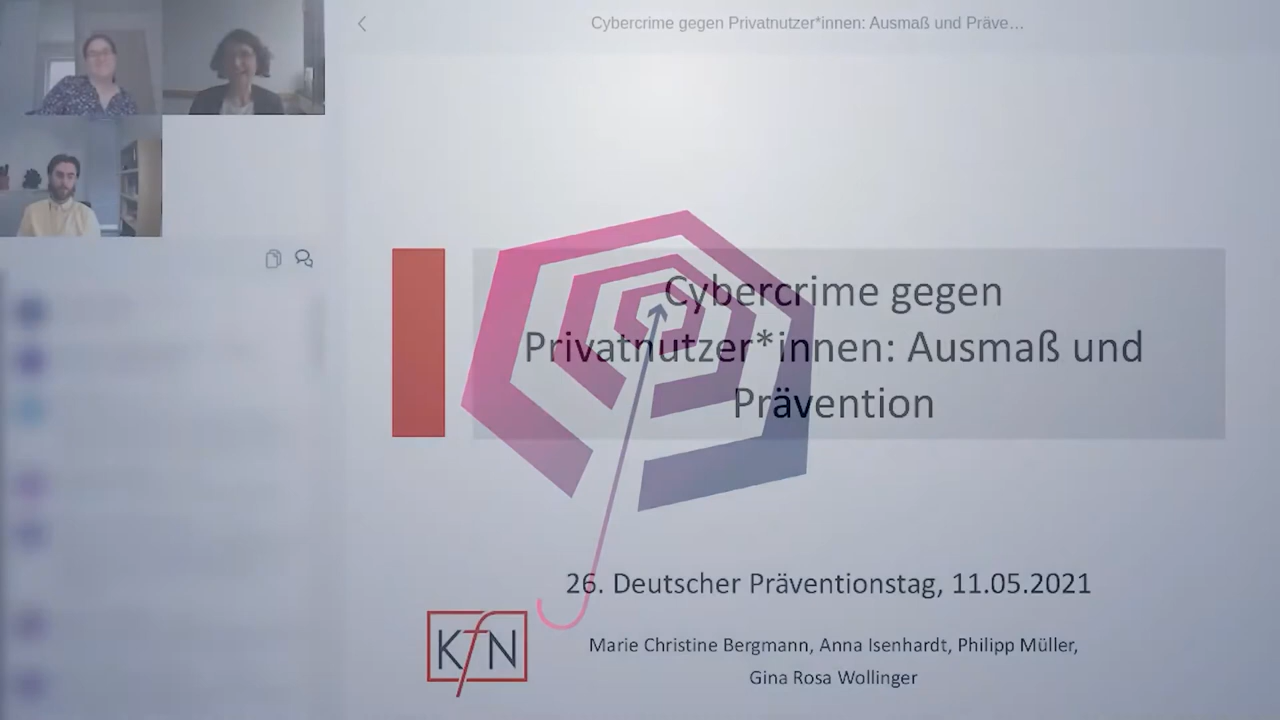 Cybercrime gegen Privatnutzer*innen: Ausmaß und Präve…
Cybercrime gegen
Privatnutzer*innen: Ausmaß und
Prävention
26. Deutscher Präventionstag, 11.05.2021
KfN
Marie Christine Bergmann, Anna Isenhardt, Philipp Müller,
Gina Rosa Wollinger